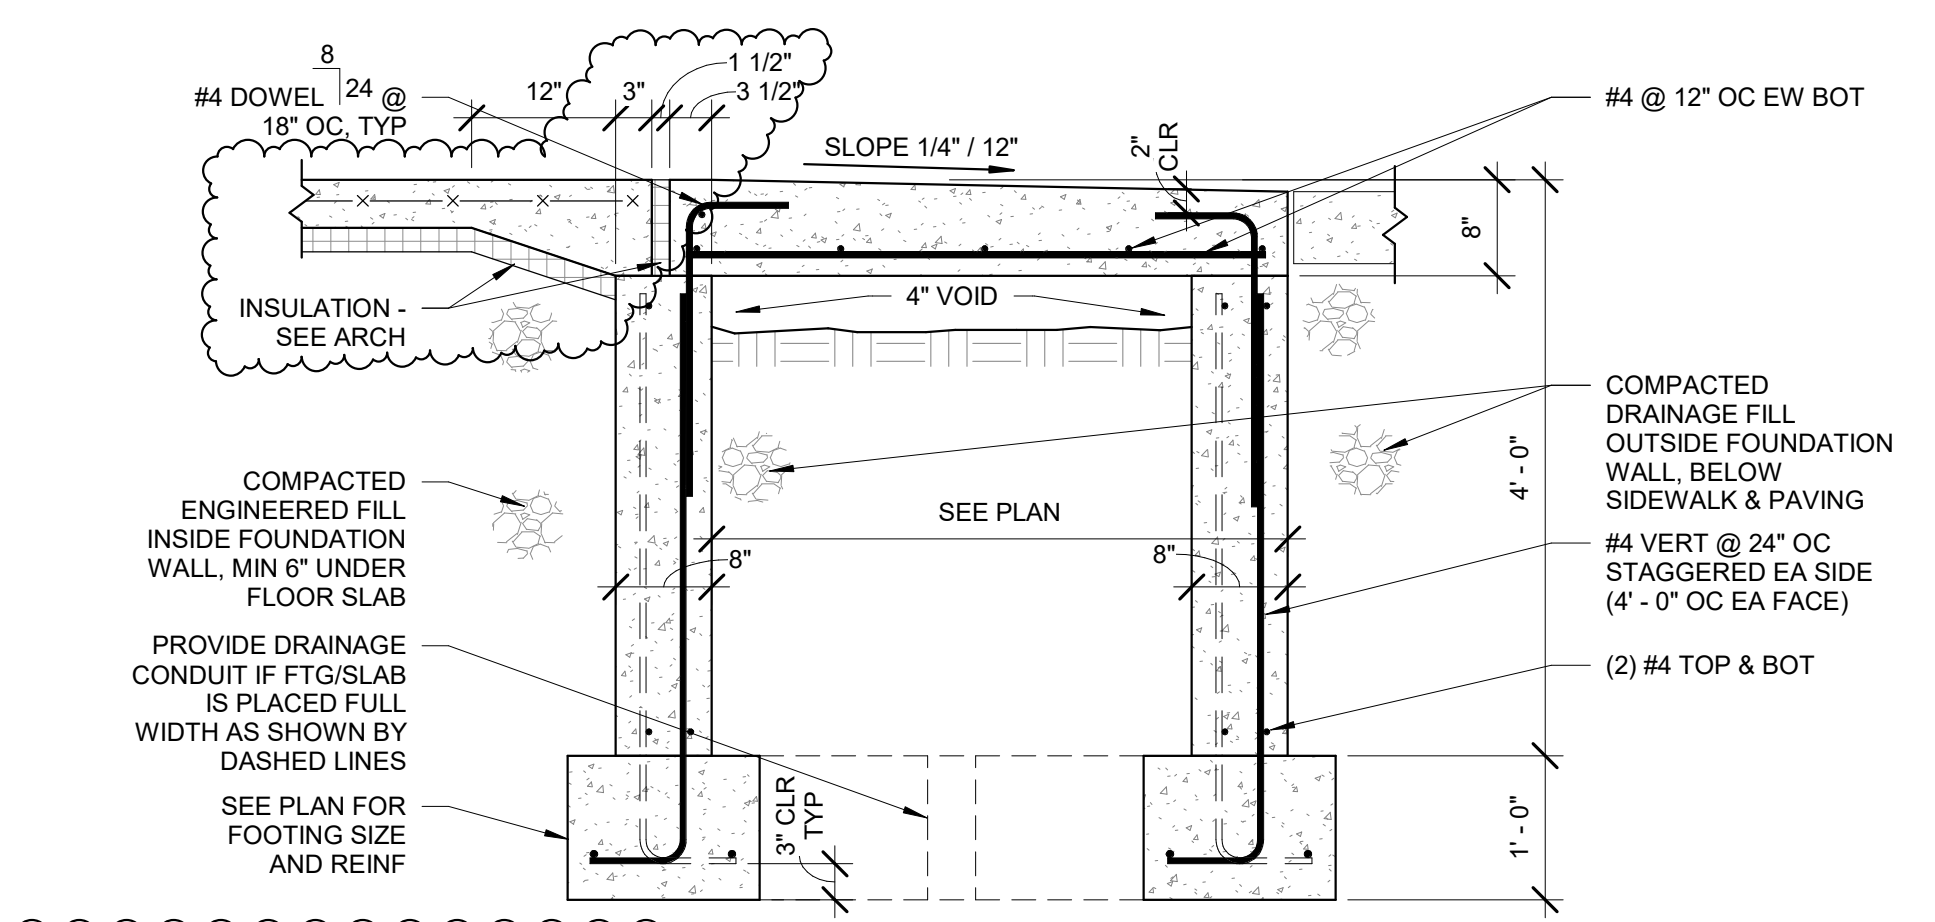 8
#4 DOWEL 24 @
18" OC, TYP
12"
3"
1 1/2"
3 1/2"
SLOPE 1/4" / 12"
2"
CLR
#4 @ 12" OC EW BOT
8"
INSULATION -
SEE ARCH
4" VOID
COMPACTED
DRAINAGE FILL
OUTSIDE FOUNDATION
WALL, BELOW
SIDEWALK & PAVING
4' - 0"
COMPACTED
ENGINEERED FILL
INSIDE FOUNDATION
WALL, MIN 6" UNDER
FLOOR SLAB
SEE PLAN
8"
8"
#4 VERT @ 24" OC
STAGGERED EA SIDE
(4' - 0" OC EA FACE)
PROVIDE DRAINAGE
CONDUIT IF FTG/SLAB
IS PLACED FULL
WIDTH AS SHOWN BY
DASHED LINES
(2) #4 TOP & BOT
SEE PLAN FOR
FOOTING SIZE
AND REINF
3" CLR
TYP
1' - 0"